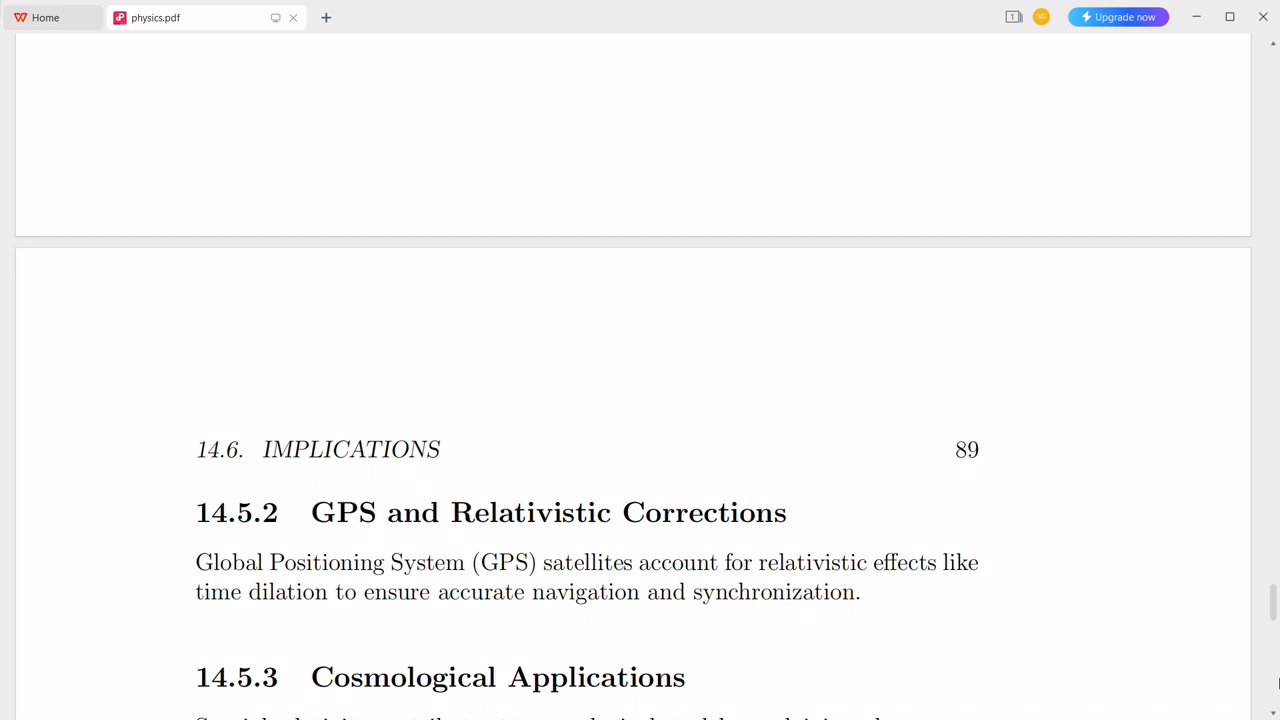 Home
physics.pdf
1
SG
Upgrade now
14.6. IMPLICATIONS 89
14.5.2 GPS and Relativistic Corrections
Global Positioning System (GPS) satellites account for relativistic effects like
time dilation to ensure accurate navigation and synchronization.
14.5.3 Cosmological Applications